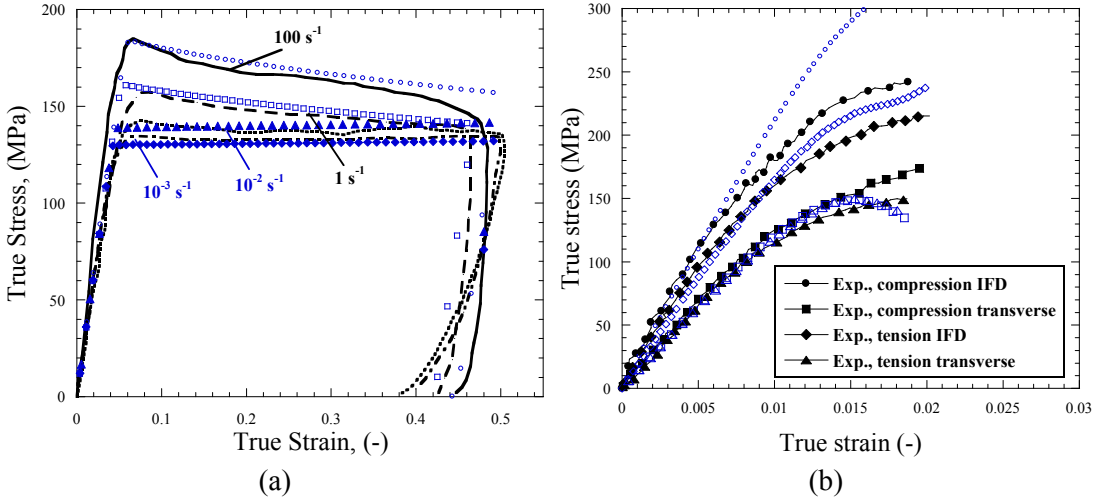 200
150
100
50
0
True Stress, (MPa)
100 s⁻¹
1 s⁻¹
10⁻² s⁻¹
10⁻³ s⁻¹
0
0.1
0.2
0.3
0.4
0.5
True Strain, (-)
(a)
300
250
200
150
100
50
0
True stress (MPa)
Exp., compression IFD
Exp., compression transverse
Exp., tension IFD
Exp., tension transverse
0
0.005
0.01
0.015
0.02
0.025
0.03
True strain (-)
(b)